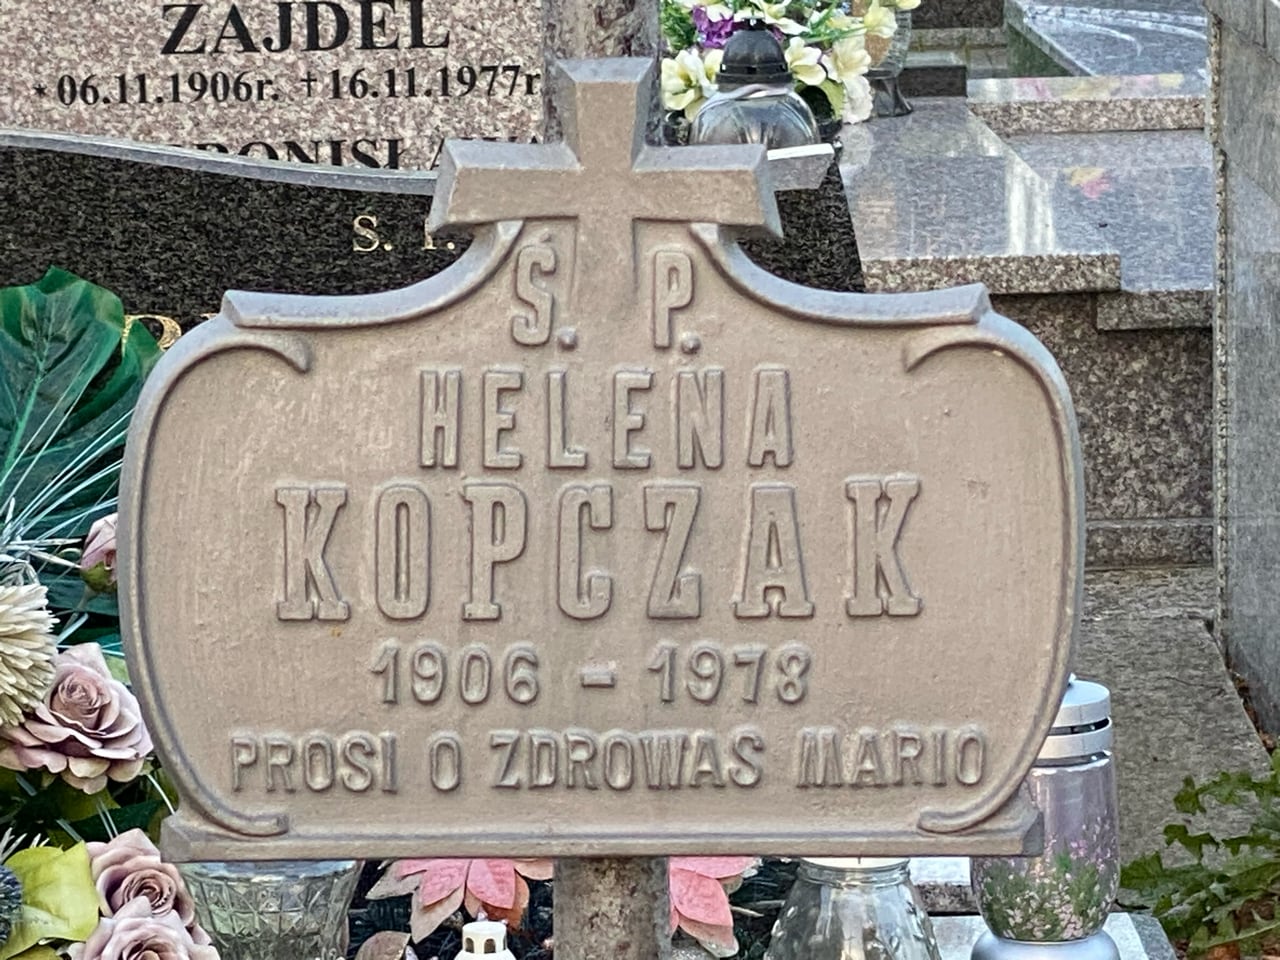 ZAJDEL
* 06.11.1906r. † 16.11.1977r
Ś. P.
HELENA
KOPCZAK
1906 - 1978
PROSI O ZDROWAS MARIO